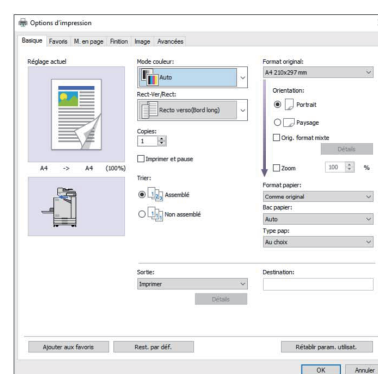 Options d'impression
Basique Favoris M. en page Finition Image Avancées
Réglage actuel
A4 -> A4 (100%)
Mode couleur:
Auto
Rect-Ver/Rect:
Recto verso(Bord long)
Copies:
1
Imprimer et pause
Trier:
Assemblé
Non assemblé
Format original:
A4 210x297 mm
Orientation:
Portrait
Paysage
Orig. format mixte
Détails
Zoom 100 %
Format papier:
Comme original
Bac papier:
Auto
Type pap:
Au choix
Sortie:
Imprimer
Détails
Destination:
Ajouter aux favoris Rest. par déf. Rétablir param. utilisat.
OK Annuler